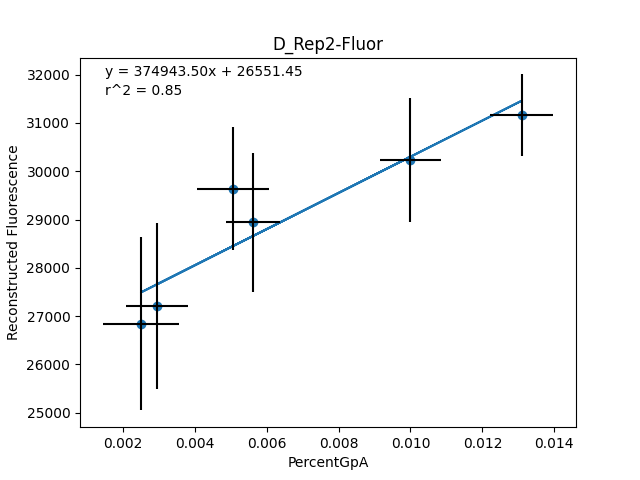 D_Rep2-Fluor
y = 374943.50x + 26551.45
r^2 = 0.85
32000
31000
30000
29000
28000
27000
26000
25000
Reconstructed Fluorescence
0.002 0.004 0.006 0.008 0.010 0.012 0.014
PercentGpA